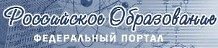 Российское Образование
ФЕДЕРАЛЬНЫЙ ПОРТАЛ